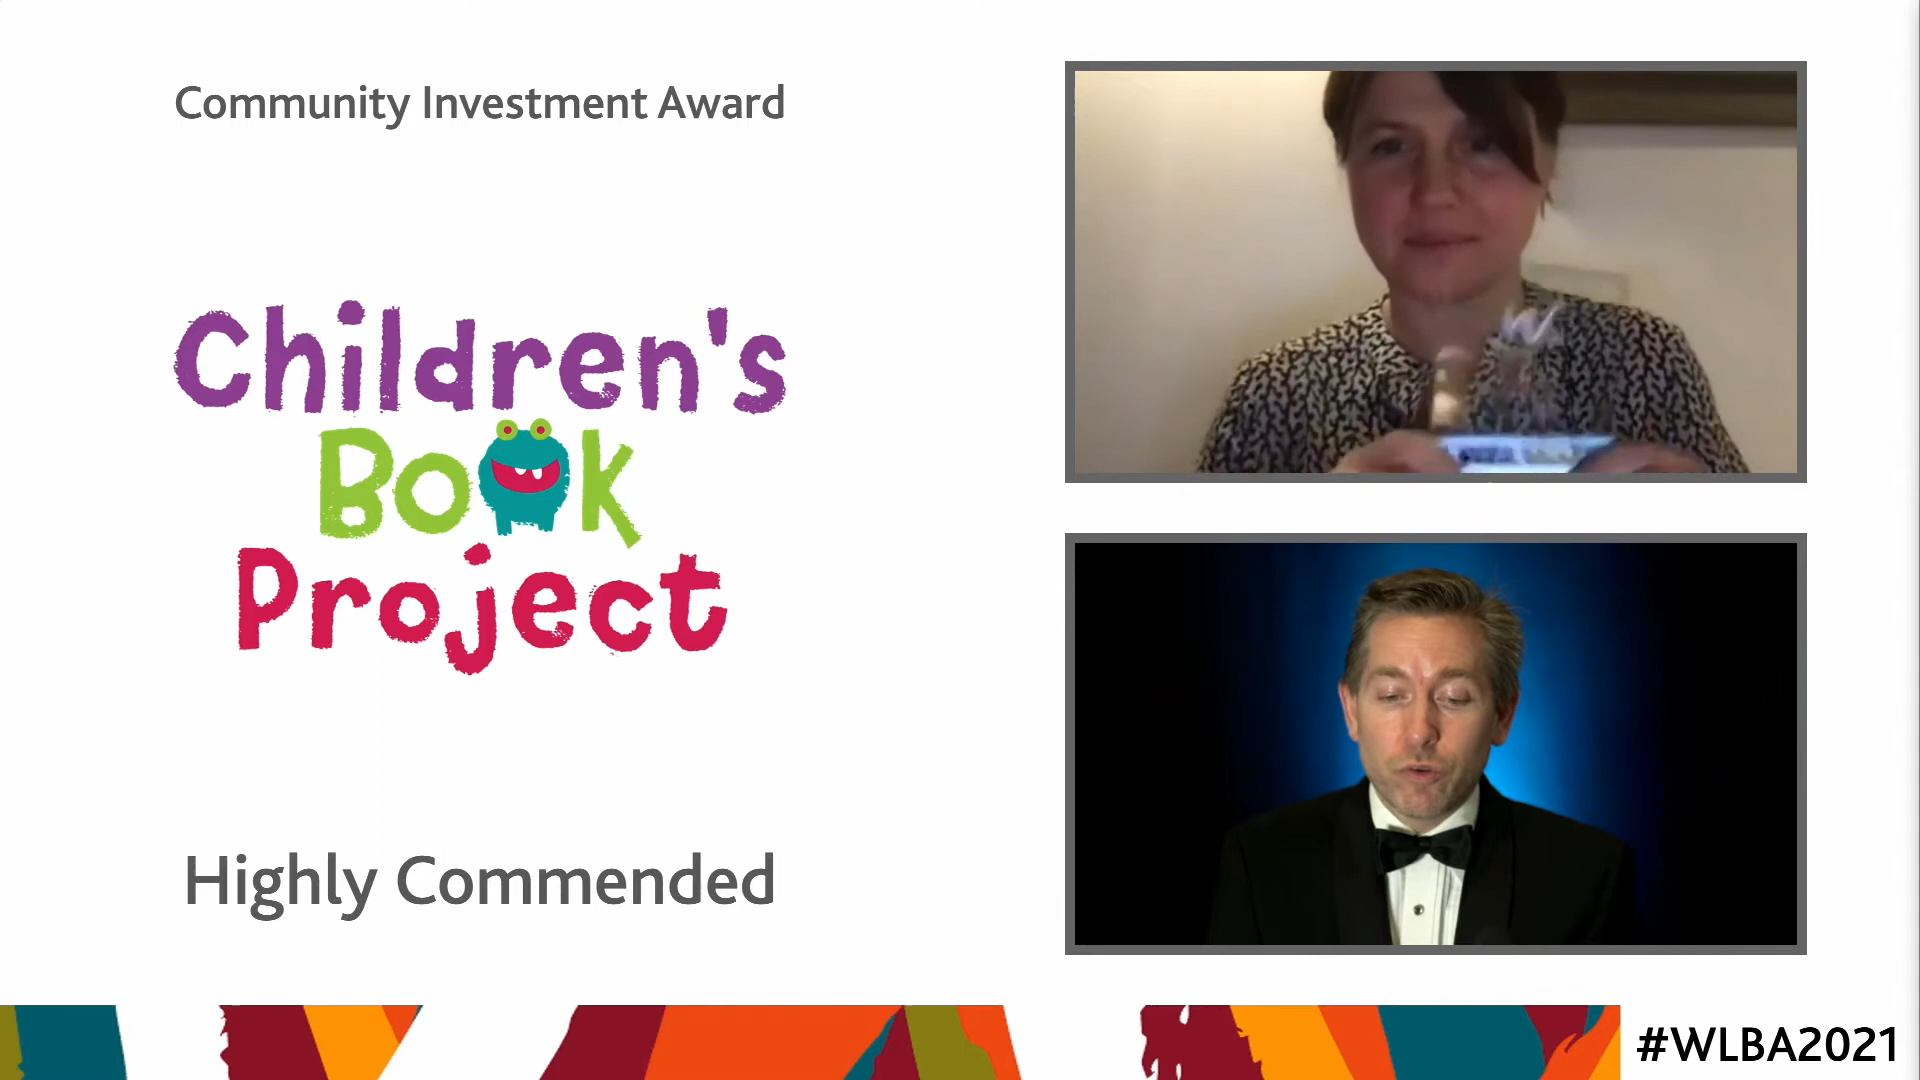 Community Investment Award
Children's
Book
Project
Highly Commended
W
#WLBA2021